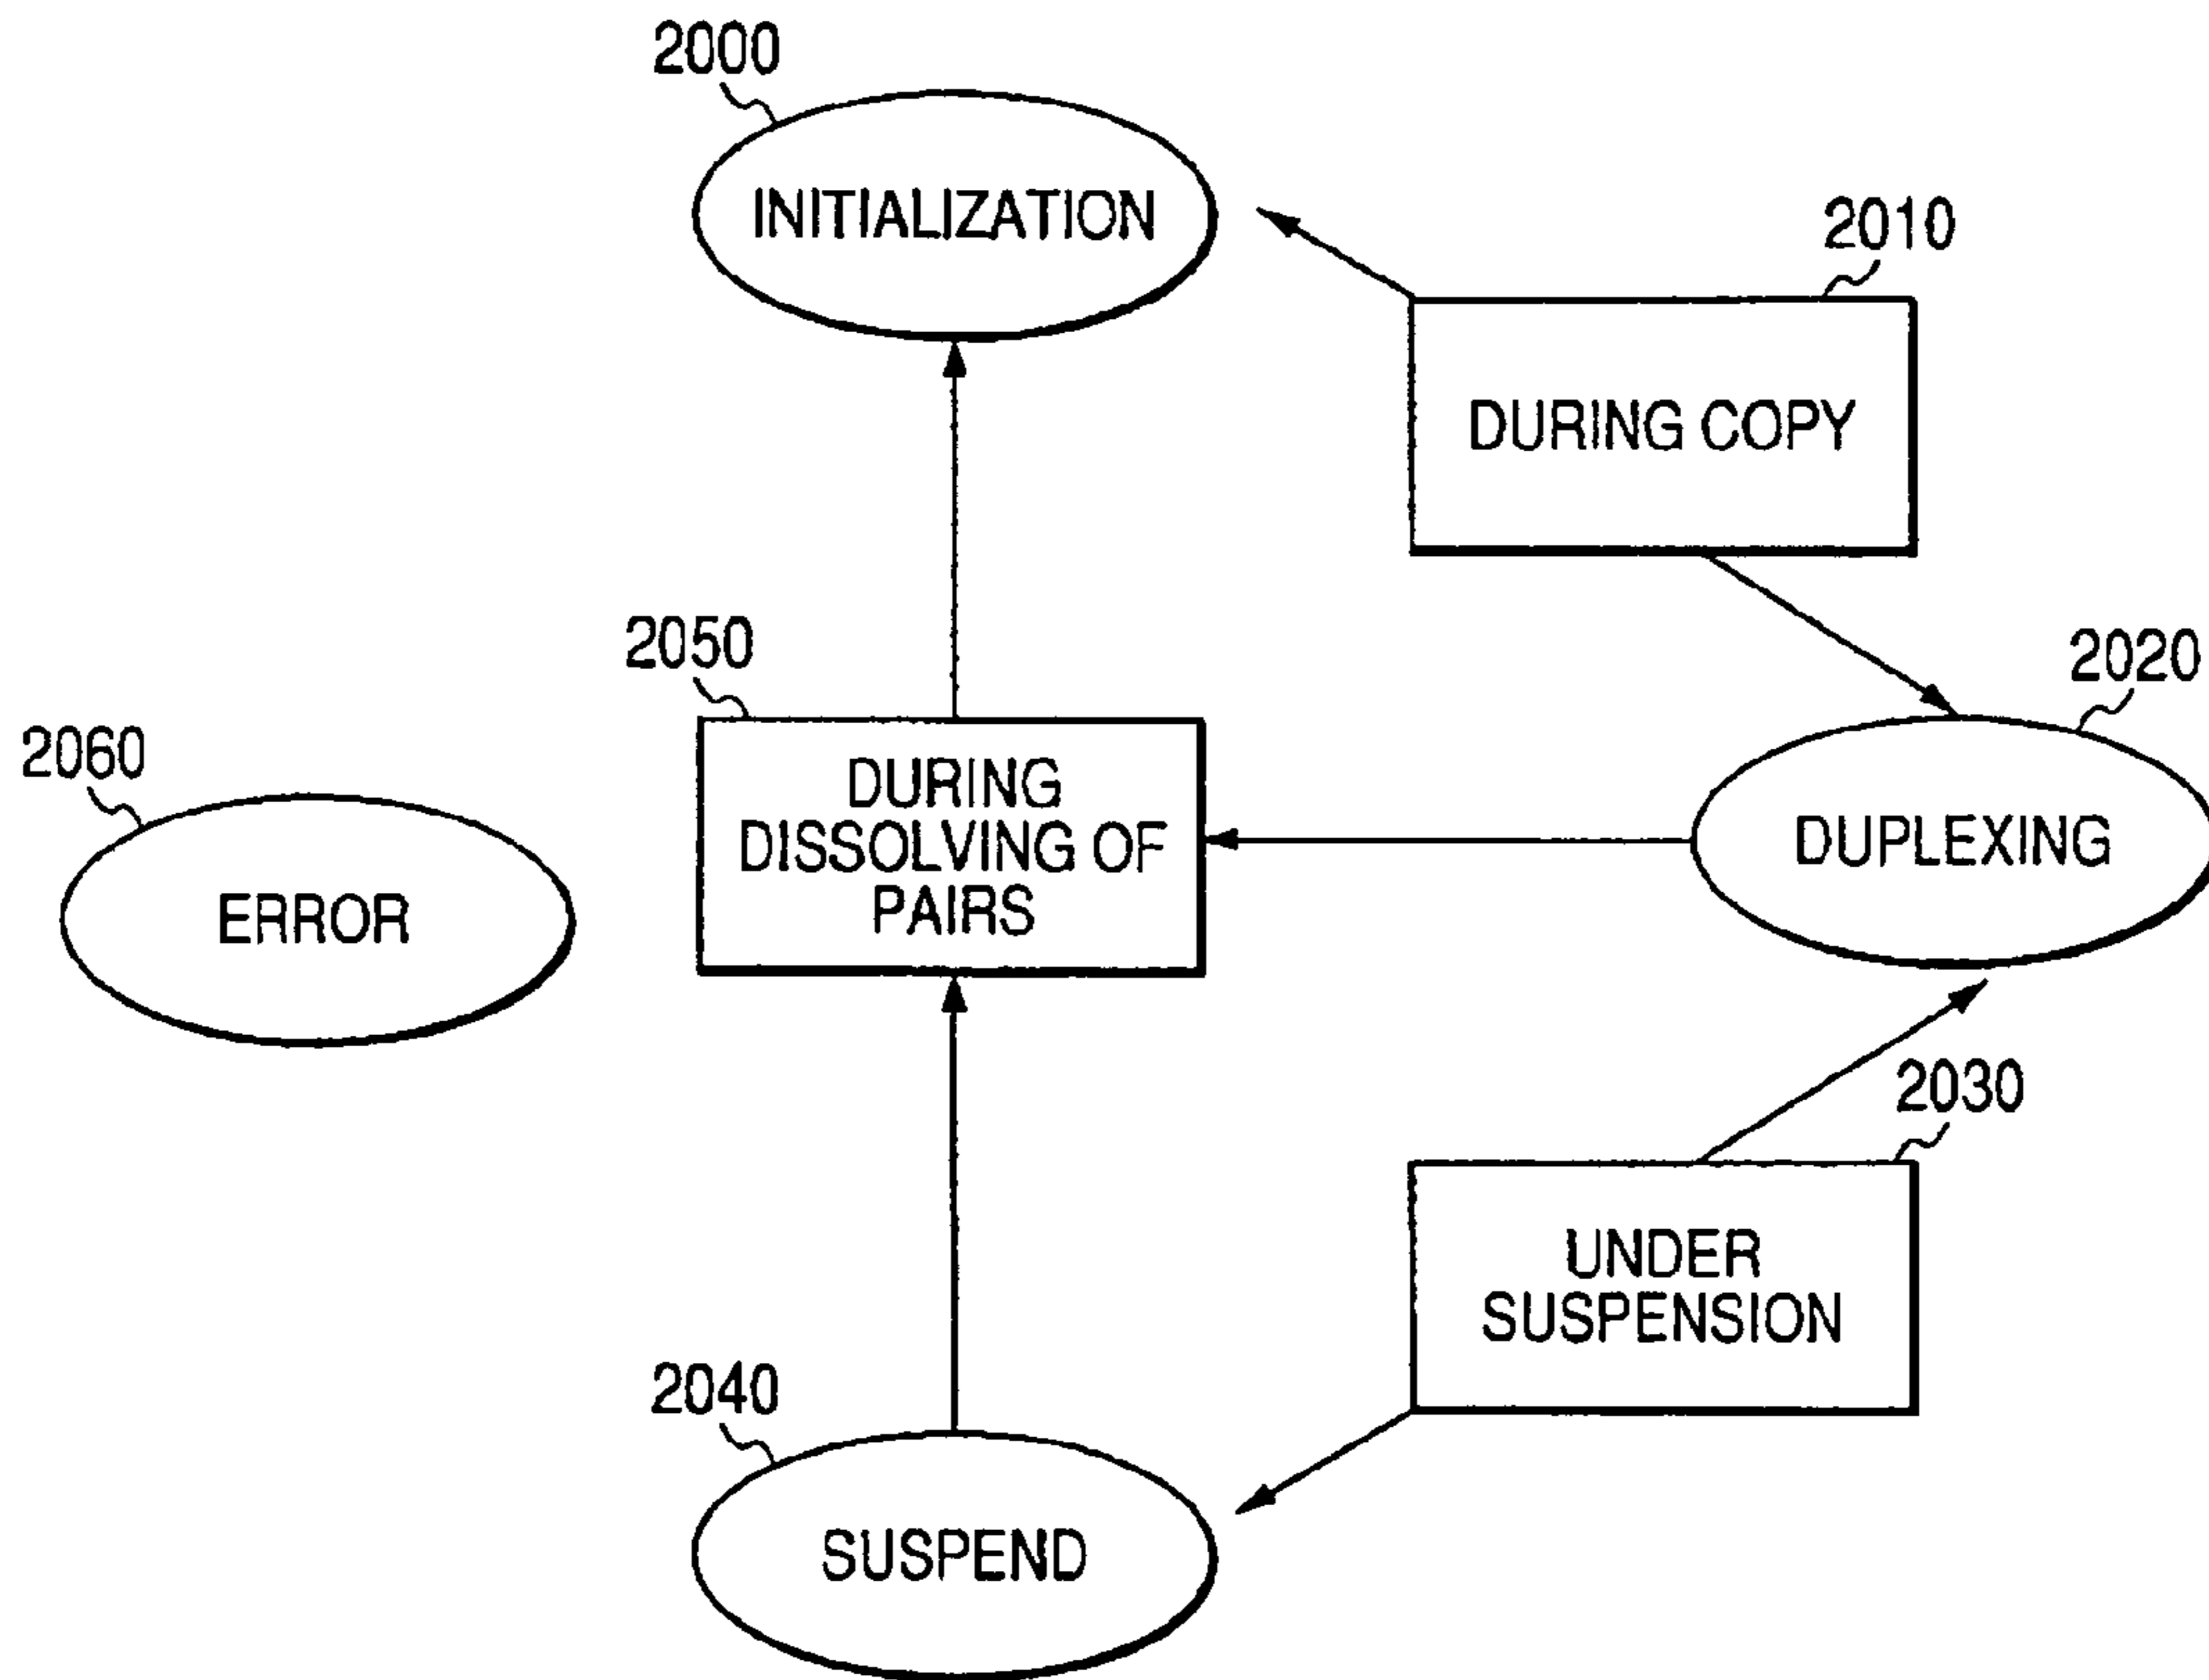 2000
INITIALIZATION
2010
DURING COPY
2050
DURING
DISSOLVING OF
PAIRS
2020
DUPLEXING
2060
ERROR
2030
UNDER
SUSPENSION
2040
SUSPEND